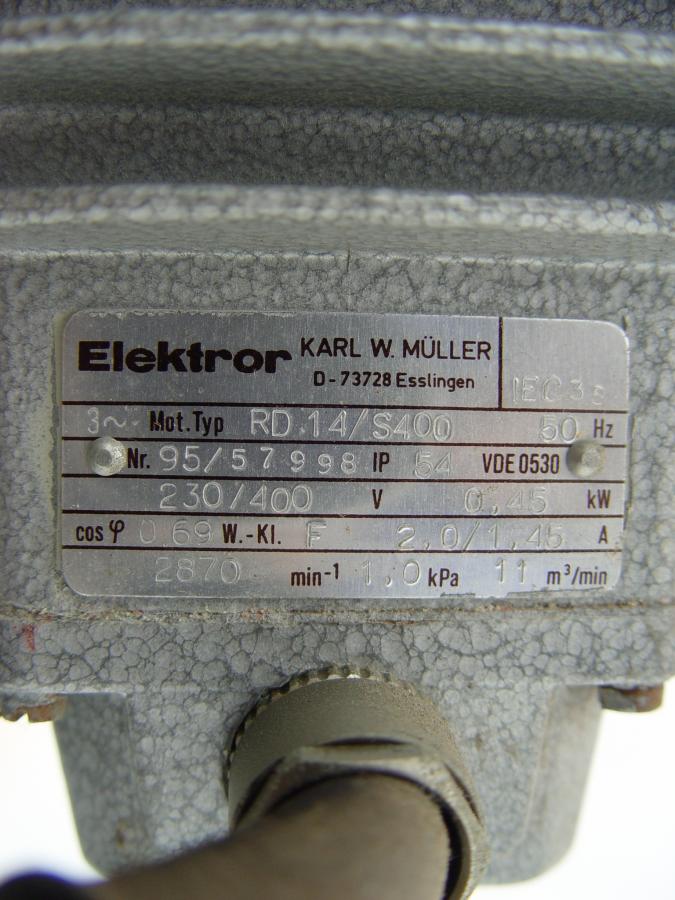 Elektror KARL W. MÜLLER
D-73728 Esslingen
IEC 35
3~ Mot.Typ RD.14/S400 50 Hz
Nr. 95/57998 IP 54 VDE 0530
230/400 V 0,45 kW
cos φ 0.69 W.-Kl. F 2,0/1,45 A
2870 min-1 1,0 kPa 11 m³/min